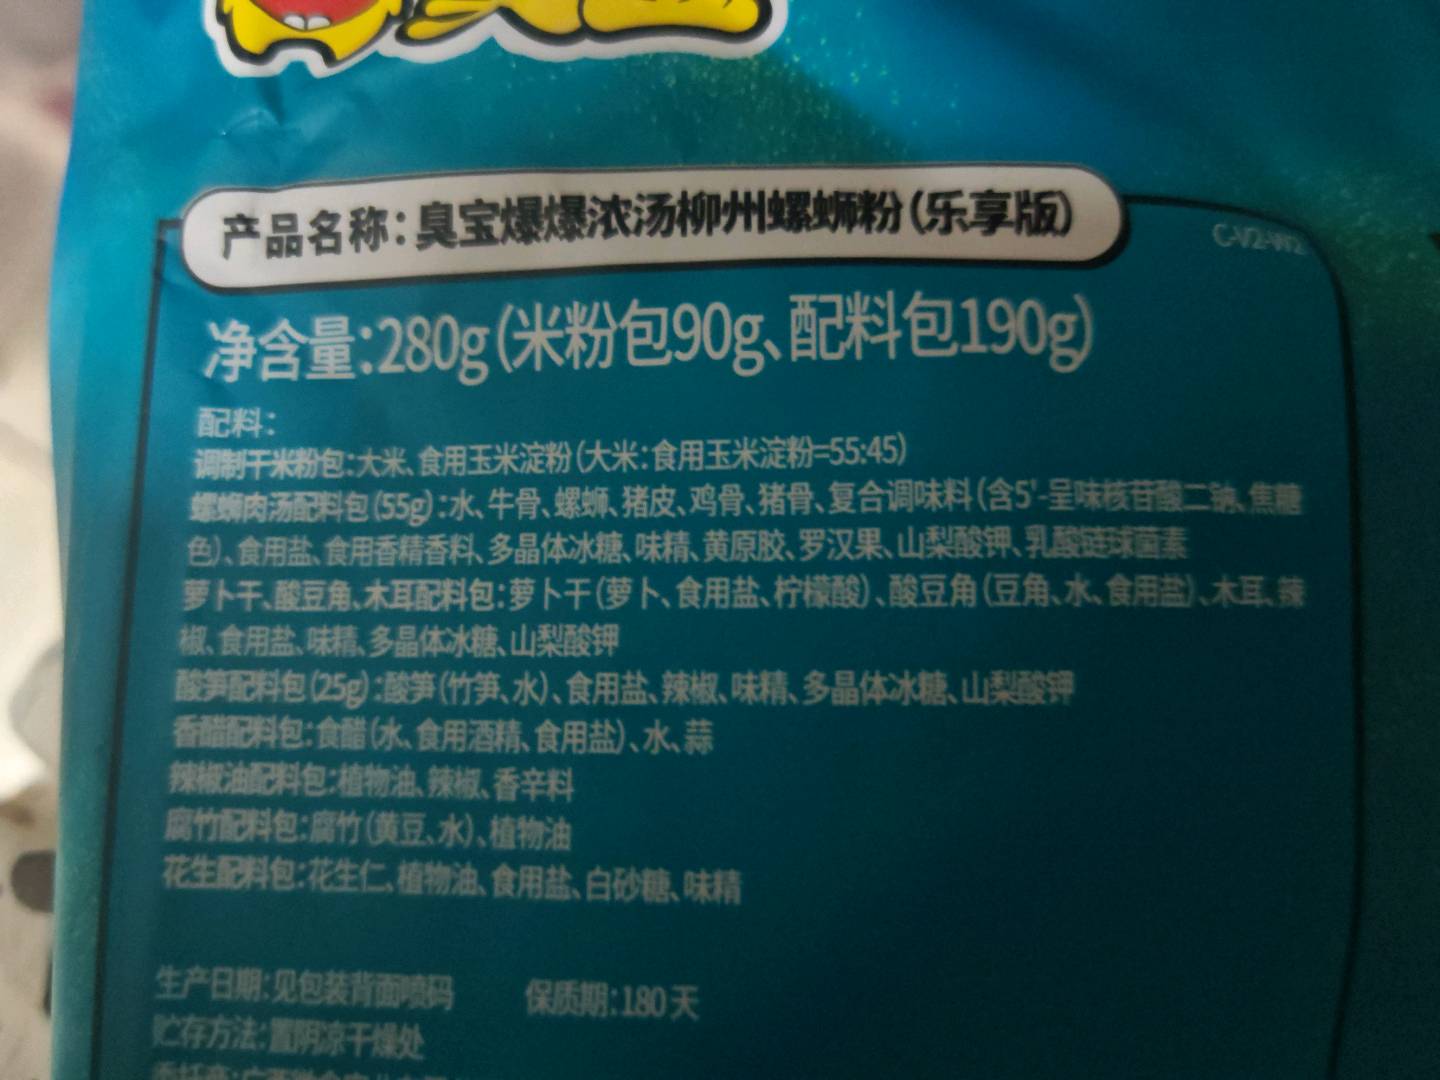 产品名称：臭宝爆爆浓汤柳州螺蛳粉（乐享版）
C-V2-W2
净含量：280g（米粉包90g、配料包190g）
配料：
调制干米粉包：大米、食用玉米淀粉（大米：食用玉米淀粉=55:45）
螺蛳肉汤配料包（55g）：水、牛骨、螺蛳、猪皮、鸡骨、猪骨、复合调味料（含5'-呈味核苷酸二钠、焦糖
色）、食用盐、食用香精香料、多晶体冰糖、味精、黄原胶、罗汉果、山梨酸钾、乳酸链球菌素
萝卜干、酸豆角、木耳配料包：萝卜干（萝卜、食用盐、柠檬酸）、酸豆角（豆角、水、食用盐）、木耳、辣
椒、食用盐、味精、多晶体冰糖、山梨酸钾
酸笋配料包（25g）：酸笋（竹笋、水）、食用盐、辣椒、味精、多晶体冰糖、山梨酸钾
香醋配料包：食醋（水、食用酒精、食用盐）、水、蒜
辣椒油配料包：植物油、辣椒、香辛料
腐竹配料包：腐竹（黄豆、水）、植物油
花生配料包：花生仁、植物油、食用盐、白砂糖、味精
生产日期：见包装背面喷码 保质期：180天
贮存方法：置阴凉干燥处